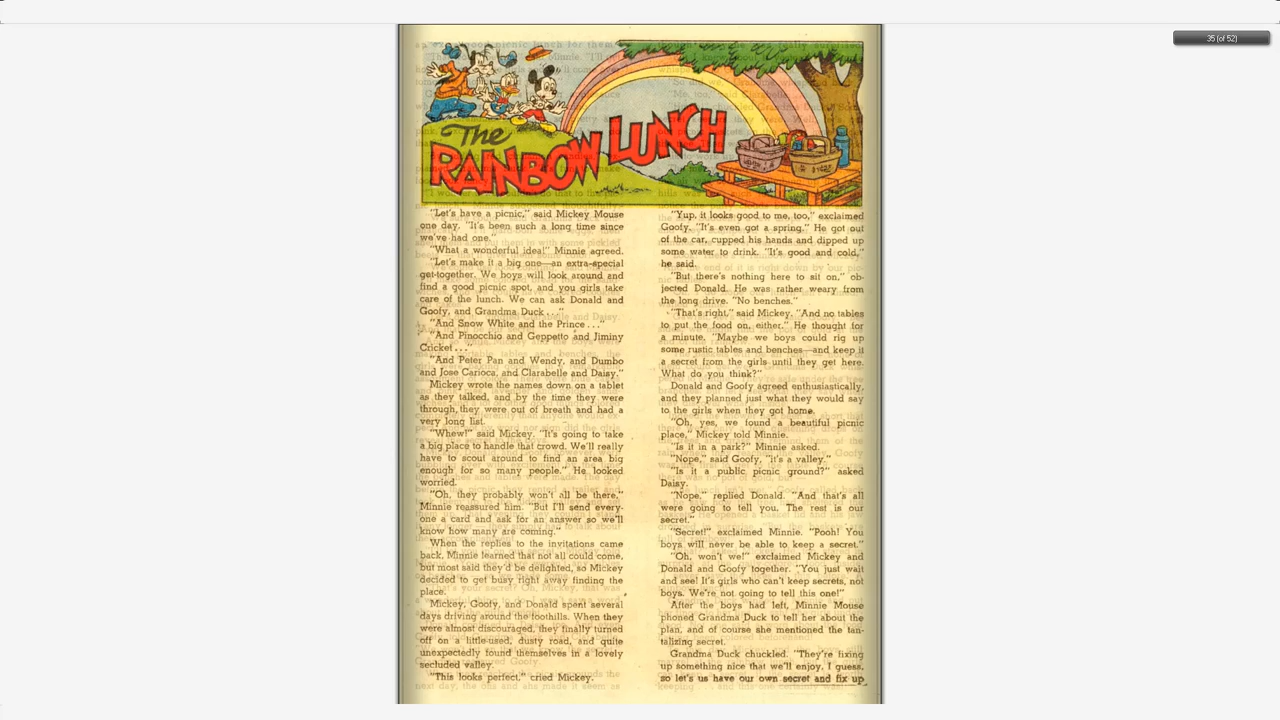 35 (of 52)
The
RAINBOW LUNCH
"Let's have a picnic," said Mickey Mouse
one day. "It's been such a long time since
we've had one."
"What a wonderful idea!" Minnie agreed.
"Let's make it a big one—an extra-special
get-together. We boys will look around and
find a good picnic spot, and you girls take
care of the lunch. We can ask Donald and
Goofy, and Grandma Duck . . ."
"And Snow White and the Prince . . ."
"And Pinocchio and Geppetto and Jiminy
Cricket . . ."
"And Peter Pan and Wendy, and Dumbo
and Jose Carioca, and Clarabelle and Daisy."
Mickey wrote the names down on a tablet
as they talked, and by the time they were
through, they were out of breath and had a
very long list.
"Whew!" said Mickey. "It's going to take
a big place to handle that crowd. We'll really
have to scout around to find an area big
enough for so many people." He looked
worried.
"Oh, they probably won't all be there,"
Minnie reassured him. "But I'll send every-
one a card and ask for an answer so we'll
know how many are coming."
When the replies to the invitations came
back, Minnie learned that not all could come,
but most said they'd be delighted, so Mickey
decided to get busy right away finding the
place.
Mickey, Goofy, and Donald spent several
days driving around the foothills. When they
were almost discouraged, they finally turned
off on a little-used, dusty road, and quite
unexpectedly found themselves in a lovely
secluded valley.
"This looks perfect," cried Mickey.
"Yup, it looks good to me, too," exclaimed
Goofy. "It's even got a spring." He got out
of the car, cupped his hands and dipped up
some water to drink. "It's good and cold,"
he said.
"But there's nothing here to sit on," ob-
jected Donald. He was rather weary from
the long drive. "No benches."
"That's right," said Mickey. "And no tables
to put the food on, either." He thought for
a minute. "Maybe we boys could rig up
some rustic tables and benches—and keep it
a secret from the girls until they get here.
What do you think?"
Donald and Goofy agreed enthusiastically,
and they planned just what they would say
to the girls when they got home.
"Oh, yes, we found a beautiful picnic
place," Mickey told Minnie.
"Is it in a park?" Minnie asked.
"Nope," said Goofy, "it's a valley."
"Is it a public picnic ground?" asked
Daisy.
"Nope," replied Donald. "And that's all
were going to tell you. The rest is our
secret."
"Secret!" exclaimed Minnie. "Pooh! You
boys will never be able to keep a secret."
"Oh, won't we!" exclaimed Mickey and
Donald and Goofy together. "You just wait
and see! It's girls who can't keep secrets, not
boys. We're not going to tell this one!"
After the boys had left, Minnie Mouse
phoned Grandma Duck to tell her about the
plan, and of course she mentioned the tan-
talizing secret.
Grandma Duck chuckled. "They're fixing
up something nice that we'll enjoy, I guess,
so let's us have our own secret and fix up